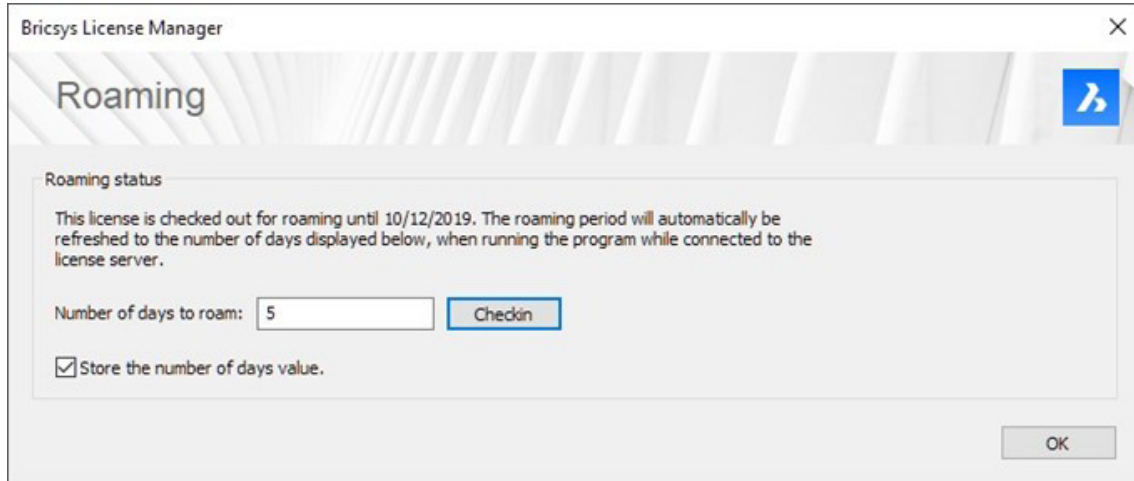 Bricsys License Manager
Roaming
Roaming status
This license is checked out for roaming until 10/12/2019. The roaming period will automatically be
refreshed to the number of days displayed below, when running the program while connected to the
license server.
Number of days to roam: 5 Checkin
Store the number of days value.
OK